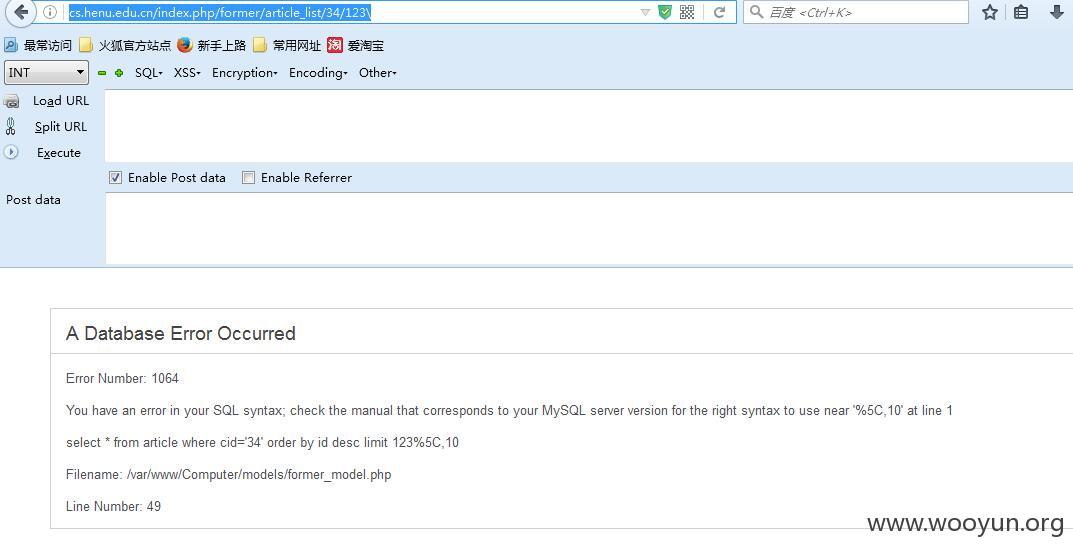 cs.henu.edu.cn/index.php/former/article_list/34/123\
百度 <Ctrl+K>
最常访问 火狐官方站点 新手上路 常用网址 淘 爱淘宝
INT SQL- XSS- Encryption- Encoding- Other-
Load URL
Split URL
Execute
Enable Post data Enable Referrer
Post data
A Database Error Occurred
Error Number: 1064
You have an error in your SQL syntax; check the manual that corresponds to your MySQL server version for the right syntax to use near '%5C,10' at line 1
select * from article where cid='34' order by id desc limit 123%5C,10
Filename: /var/www/Computer/models/former_model.php
Line Number: 49
www.wooyun.org